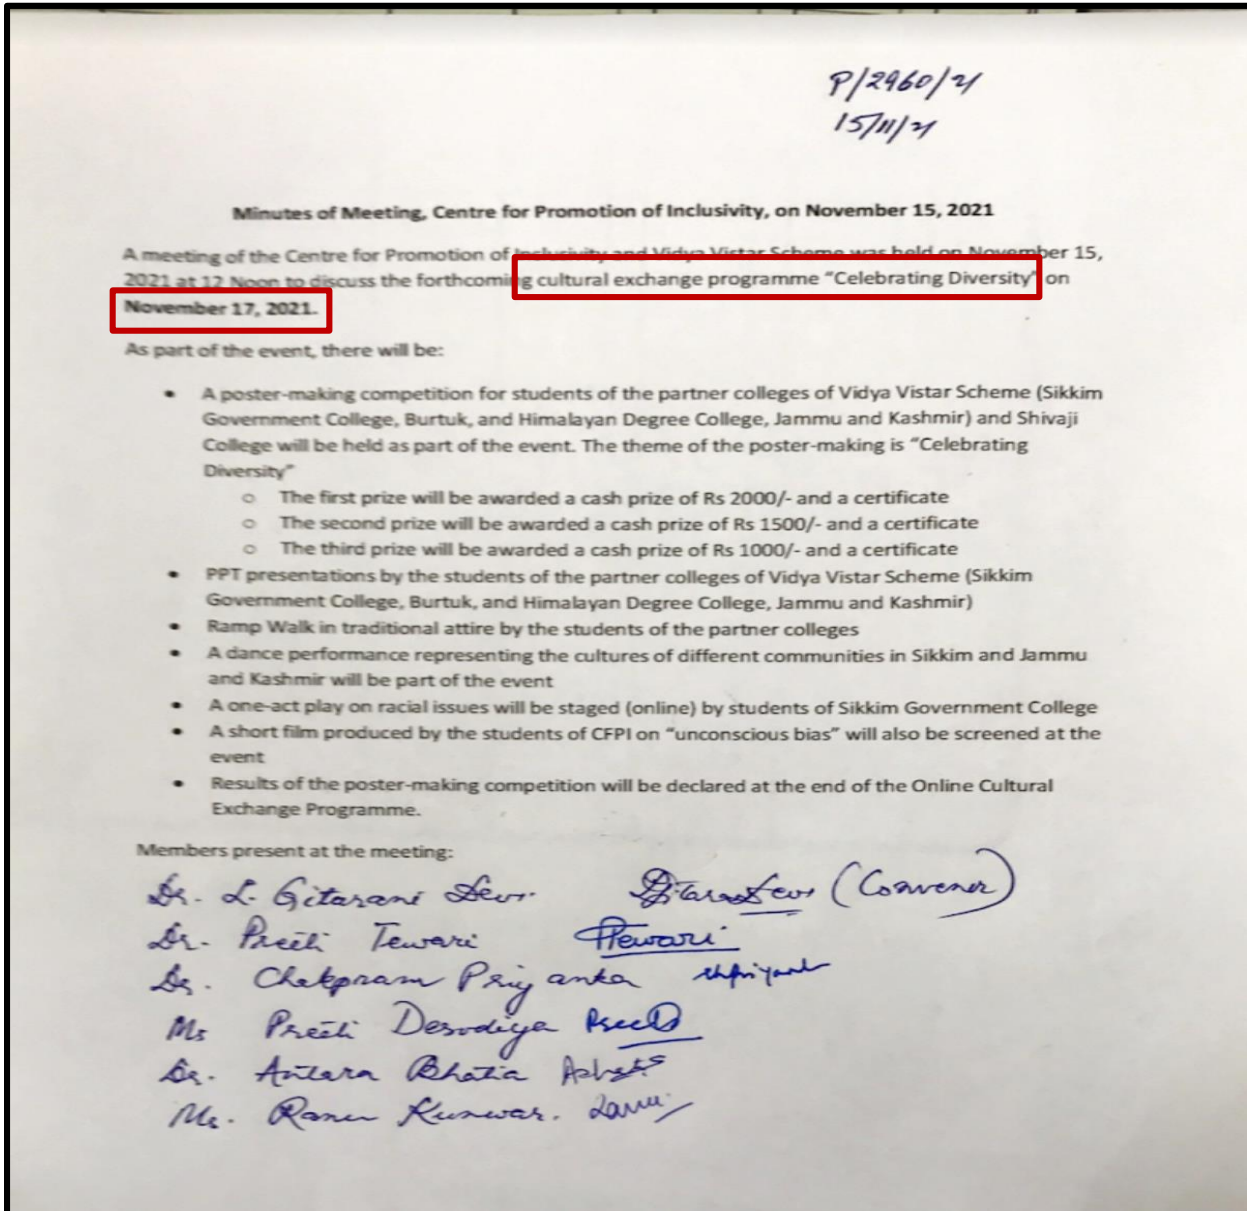 P/2960/21
15/11/21
Minutes of Meeting, Centre for Promotion of Inclusivity, on November 15, 2021
A meeting of the Centre for Promotion of Inclusivity and Vidya Vistar Scheme was held on November 15,
2021 at 12 Noon to discuss the forthcoming cultural exchange programme “Celebrating Diversity” on
November 17, 2021.
As part of the event, there will be:
• A poster-making competition for students of the partner colleges of Vidya Vistar Scheme (Sikkim
Government College, Burtuk, and Himalayan Degree College, Jammu and Kashmir) and Shivaji
College will be held as part of the event. The theme of the poster-making is “Celebrating
Diversity”
o The first prize will be awarded a cash prize of Rs 2000/- and a certificate
o The second prize will be awarded a cash prize of Rs 1500/- and a certificate
o The third prize will be awarded a cash prize of Rs 1000/- and a certificate
• PPT presentations by the students of the partner colleges of Vidya Vistar Scheme (Sikkim
Government College, Burtuk, and Himalayan Degree College, Jammu and Kashmir)
• Ramp Walk in traditional attire by the students of the partner colleges
• A dance performance representing the cultures of different communities in Sikkim and Jammu
and Kashmir will be part of the event
• A one-act play on racial issues will be staged (online) by students of Sikkim Government College
• A short film produced by the students of CFPI on “unconscious bias” will also be screened at the
event
• Results of the poster-making competition will be declared at the end of the Online Cultural
Exchange Programme.
Members present at the meeting:
Dr. L. Gitarani Devi (Convener)
Dr. Preeti Tewari PTewari
Dr. Chekpram Priyanka
Ms Preeti Desodiya
Dr. Antara Bhatia
Ms. Kunwar.